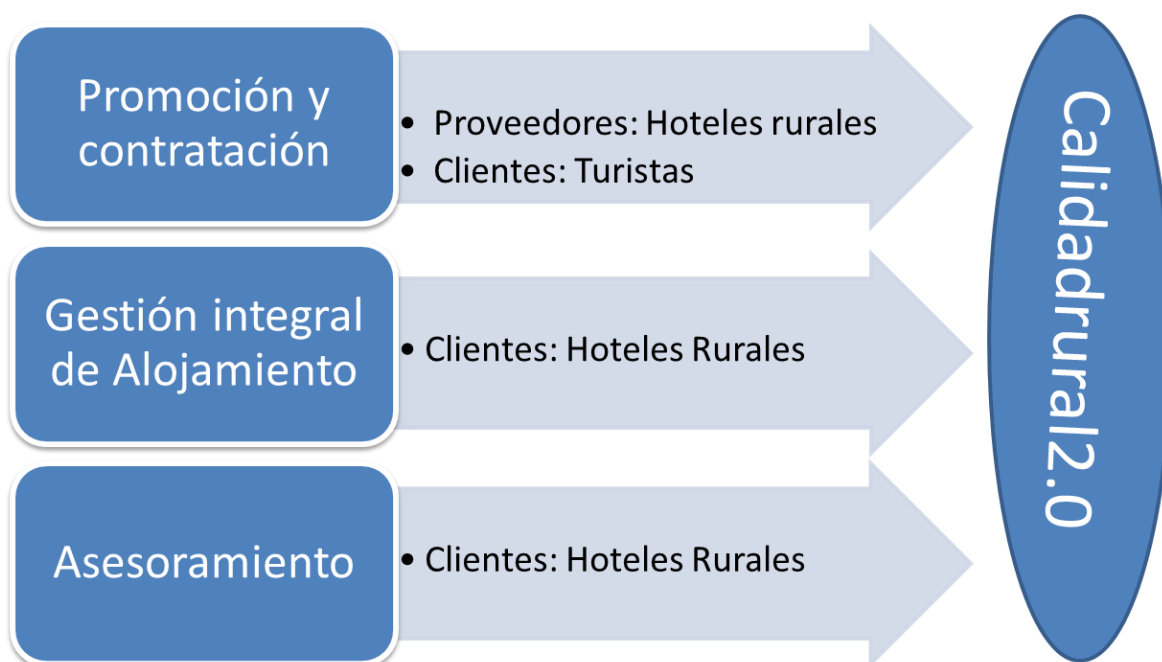 Promoción y
contratación
• Proveedores: Hoteles rurales
• Clientes: Turistas
Gestión integral
de Alojamiento
• Clientes: Hoteles Rurales
Asesoramiento
• Clientes: Hoteles Rurales
Calidadrural2.0